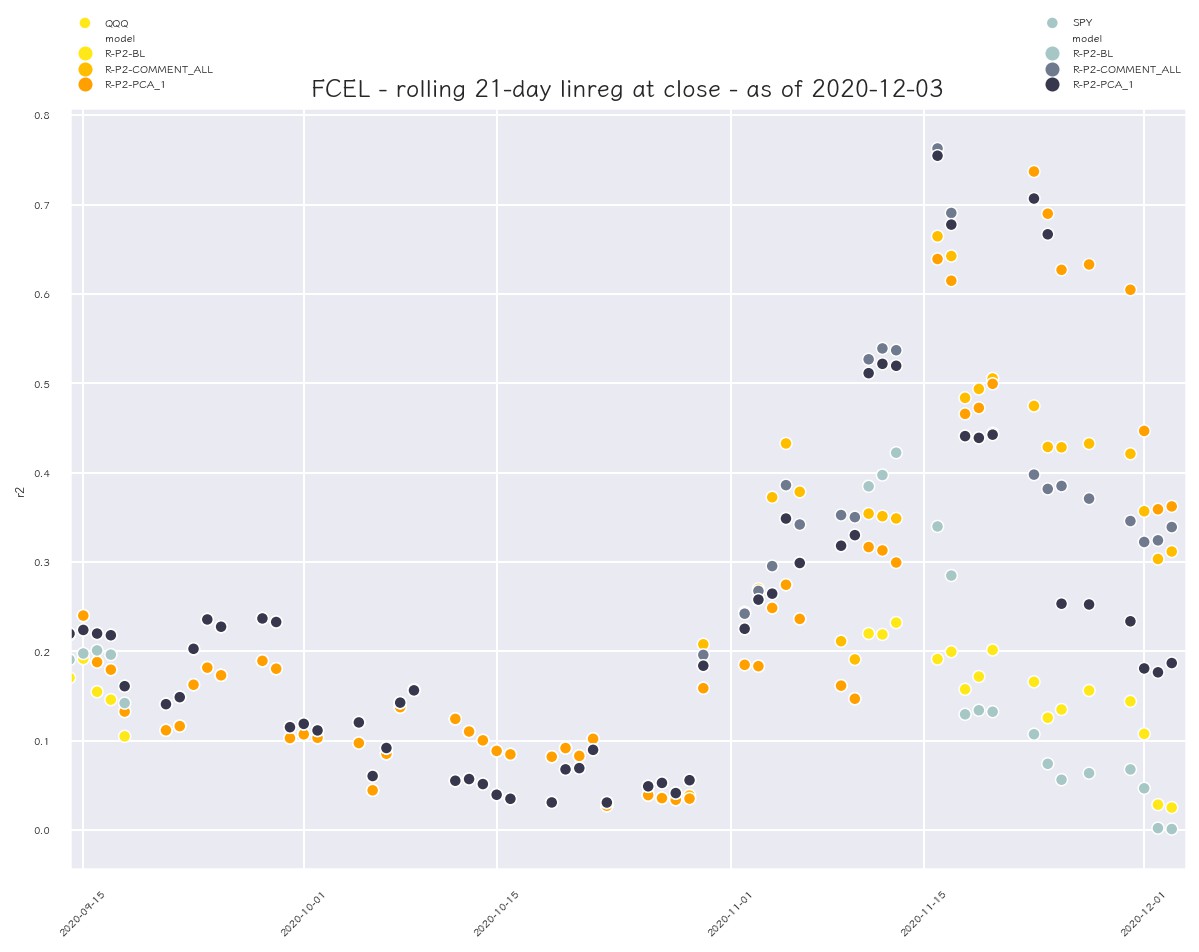 QQQ
model
R-P2-BL
R-P2-COMMENT_ALL
R-P2-PCA_1
SPY
model
R-P2-BL
R-P2-COMMENT_ALL
R-P2-PCA_1
FCEL - rolling 21-day linreg at close - as of 2020-12-03
0.8
0.7
0.6
0.5
0.4
0.3
0.2
0.1
0.0
r2
2020-09-15
2020-10-01
2020-10-15
2020-11-01
2020-11-15
2020-12-01